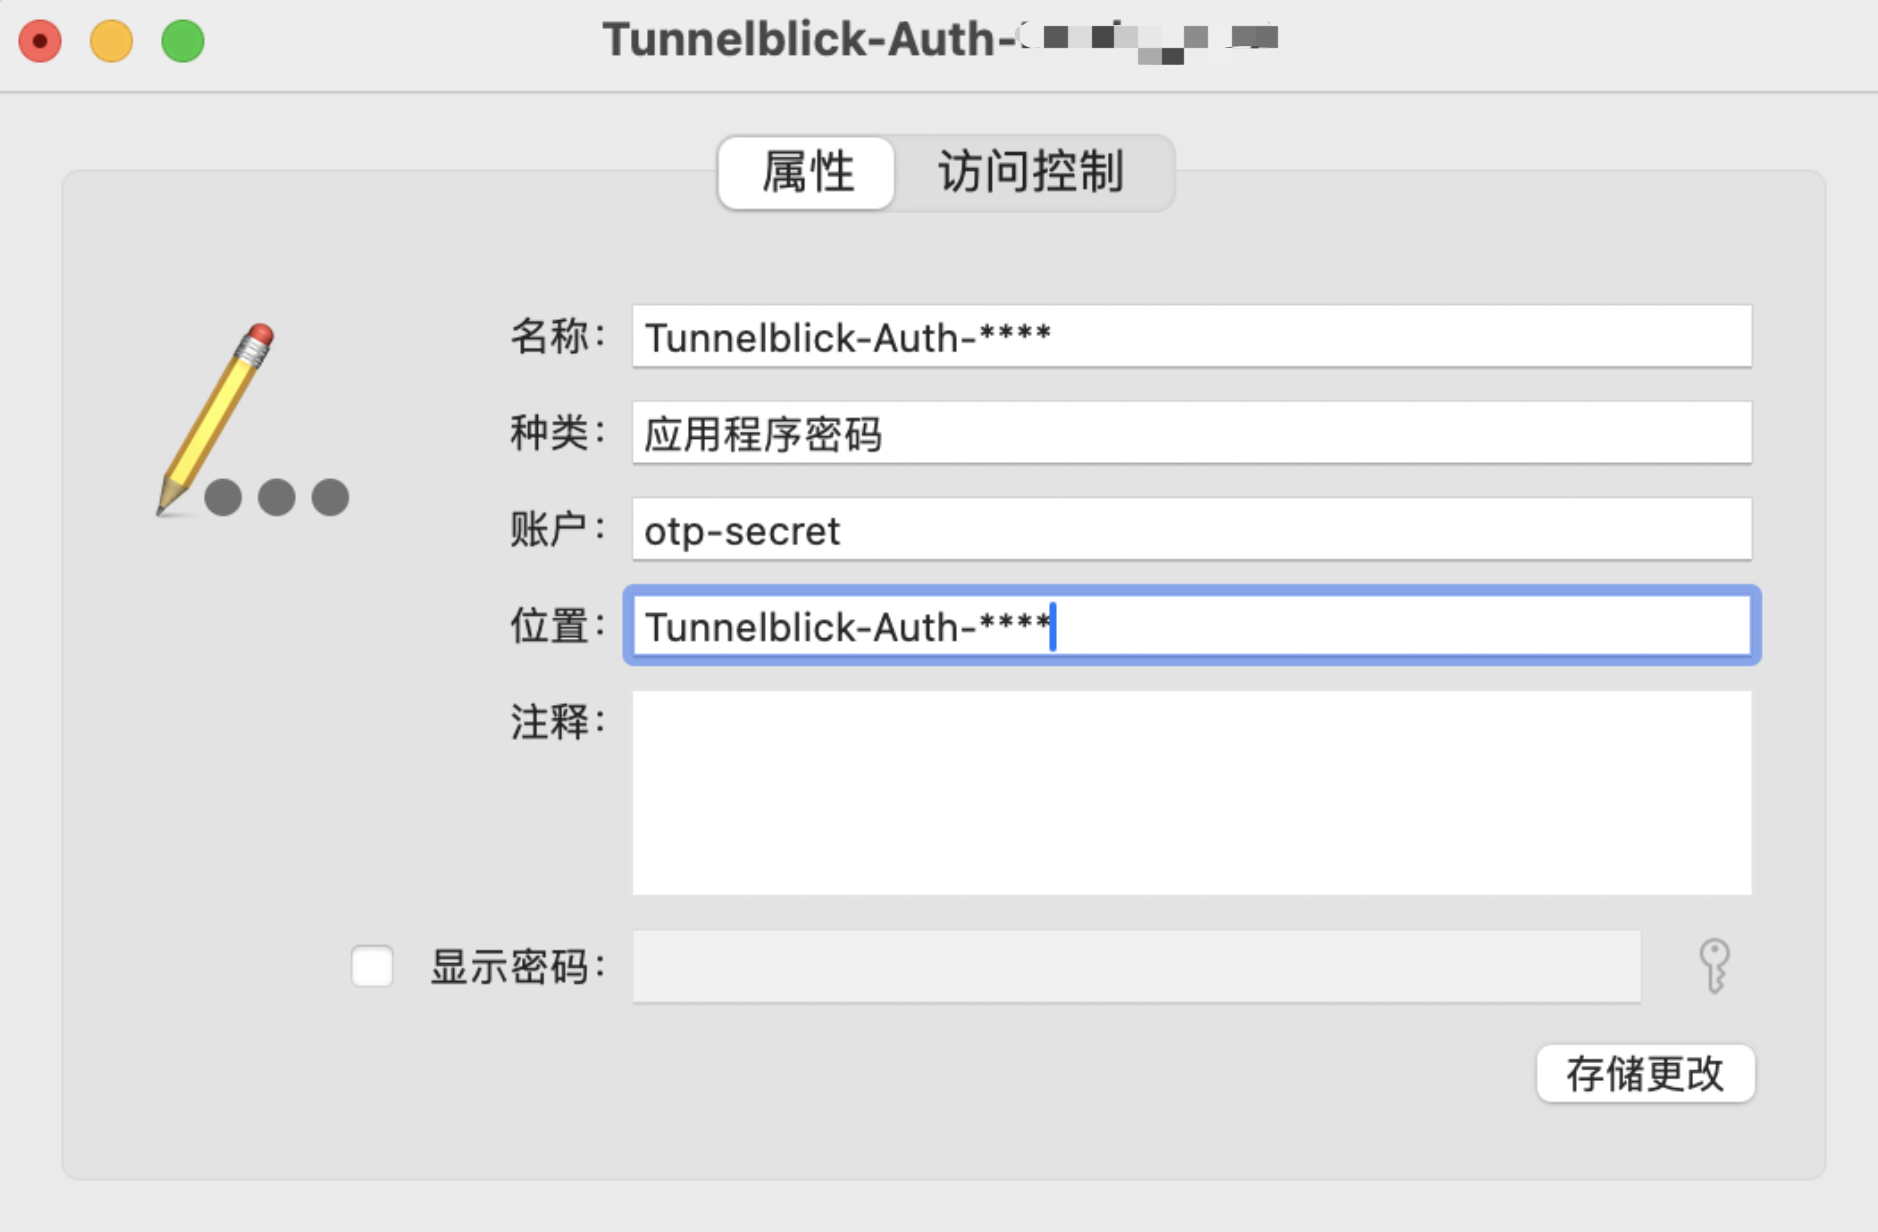 Tunnelblick-Auth-
属性 访问控制
名称： Tunnelblick-Auth-****
种类： 应用程序密码
账户： otp-secret
位置： Tunnelblick-Auth-****
注释：
显示密码：
存储更改